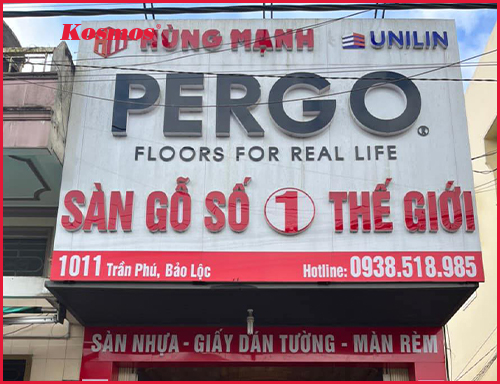 Kosmos
HÙNG MẠNH UNILIN
PERGO®
FLOORS FOR REAL LIFE
SÀN GỖ SỐ 1 THẾ GIỚI
1011 Trần Phú, Bảo Lộc Hotline: 0938.518.985
SÀN NHỰA - GIẤY DÁN TƯỜNG - MÀN RÈM